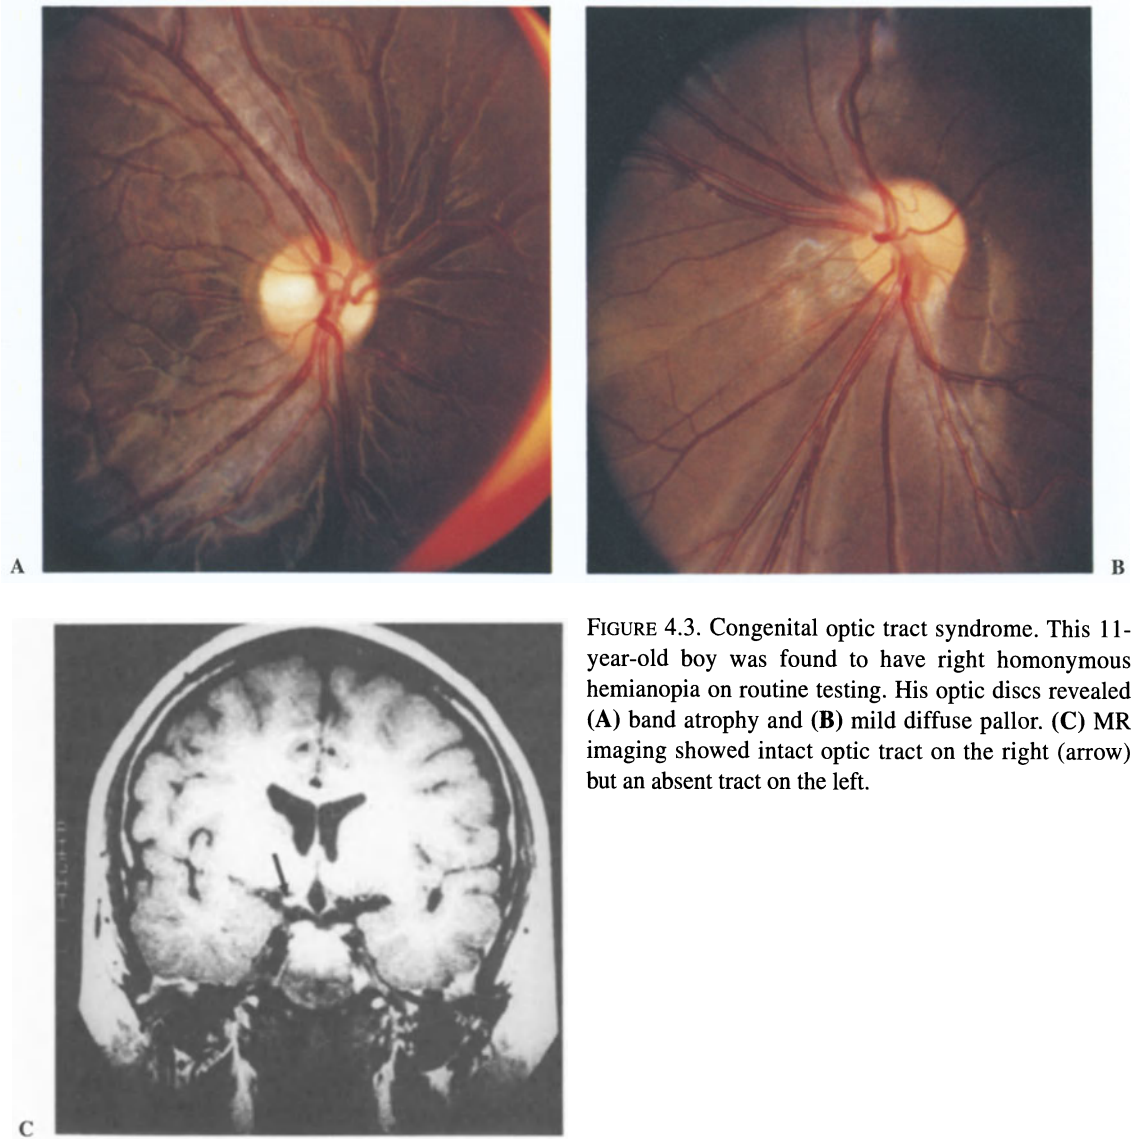 A
B
FIGURE 4.3. Congenital optic tract syndrome. This 11-
year-old boy was found to have right homonymous
hemianopia on routine testing. His optic discs revealed
(A) band atrophy and (B) mild diffuse pallor. (C) MR
imaging showed intact optic tract on the right (arrow)
but an absent tract on the left.
C